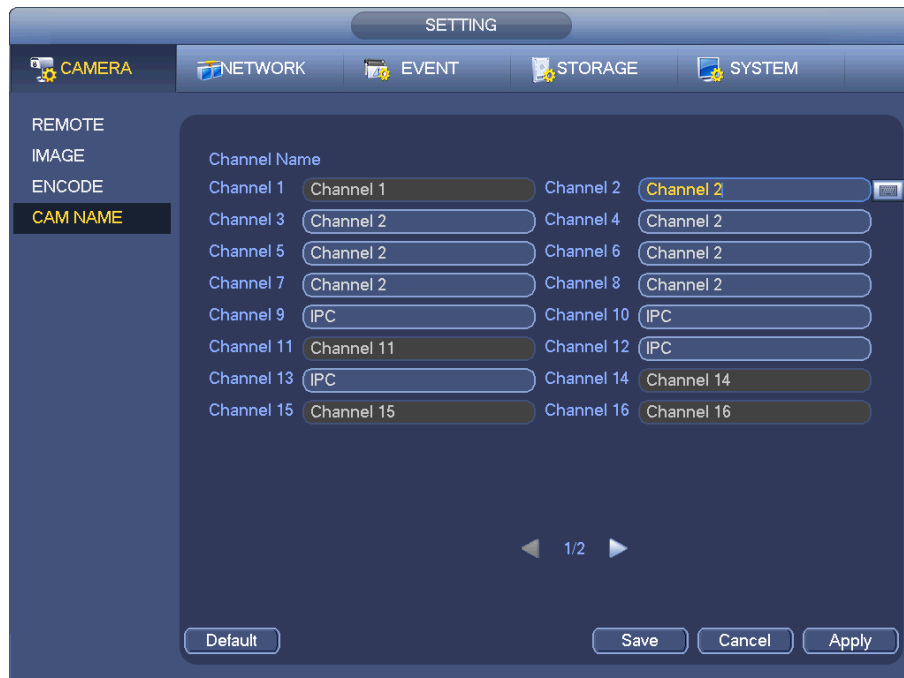 SETTING
CAMERA NETWORK EVENT STORAGE SYSTEM
REMOTE
IMAGE
ENCODE
CAM NAME
Channel Name
Channel 1 Channel 1 Channel 2 Channel 2
Channel 3 Channel 2 Channel 4 Channel 2
Channel 5 Channel 2 Channel 6 Channel 2
Channel 7 Channel 2 Channel 8 Channel 2
Channel 9 IPC Channel 10 IPC
Channel 11 Channel 11 Channel 12 IPC
Channel 13 IPC Channel 14 Channel 14
Channel 15 Channel 15 Channel 16 Channel 16
1/2
Default Save Cancel Apply